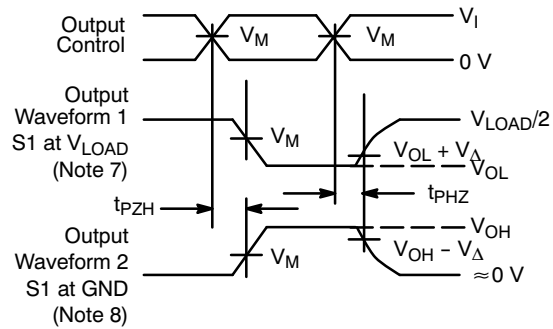 Output
Control
V_M
V_M
V_I
0 V
Output
Waveform 1
S1 at V_LOAD
(Note 7)
V_M
V_LOAD/2
V_OL + V_Δ
V_OL
t_PZH
t_PHZ
Output
Waveform 2
S1 at GND
(Note 8)
V_M
V_OH
V_OH – V_Δ
≈0 V